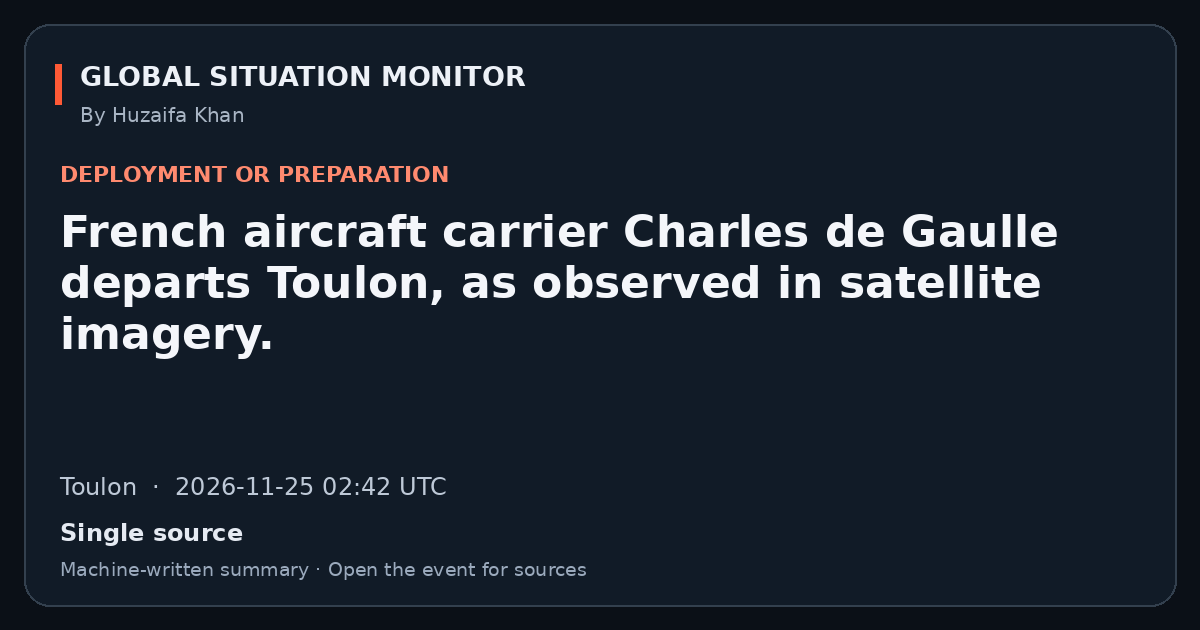 GLOBAL SITUATION MONITOR
By Huzaifa Khan
DEPLOYMENT OR PREPARATION
French aircraft carrier Charles de Gaulle
departs Toulon, as observed in satellite
imagery.
Toulon · 2026-11-25 02:42 UTC
Single source
Machine-written summary · Open the event for sources